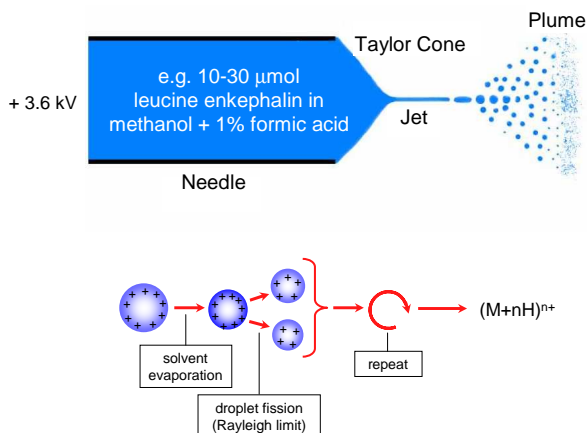 Plume
Taylor Cone
e.g. 10-30 μmol
leucine enkephalin in
methanol + 1% formic acid
+ 3.6 kV
Jet
Needle
+ + + + + + + + +
+ + + + + + + + +
+ + + + +
+ + + +
(M+nH)ⁿ⁺
solvent
evaporation
repeat
droplet fission
(Rayleigh limit)